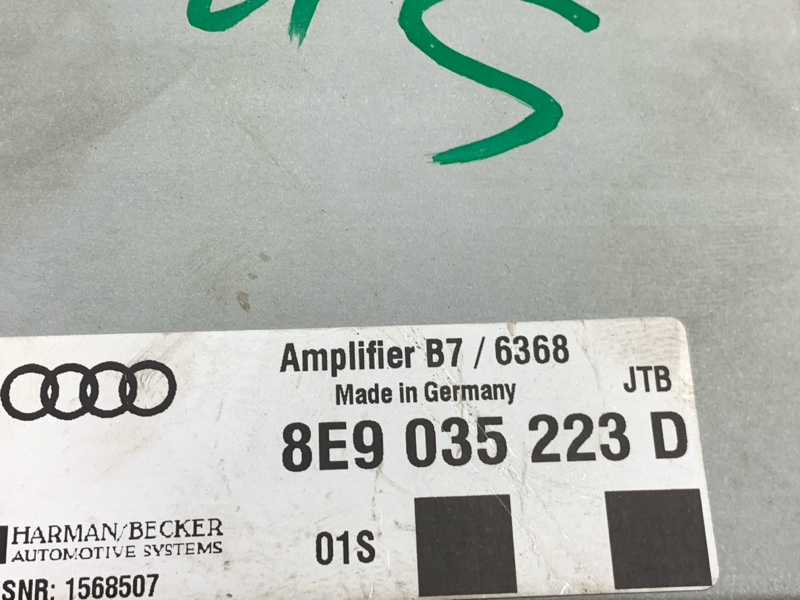 S
Amplifier B7 / 6368
Made in Germany
JTB
8E9 035 223 D
HARMAN/BECKER
AUTOMOTIVE SYSTEMS
01S
SNR: 1568507